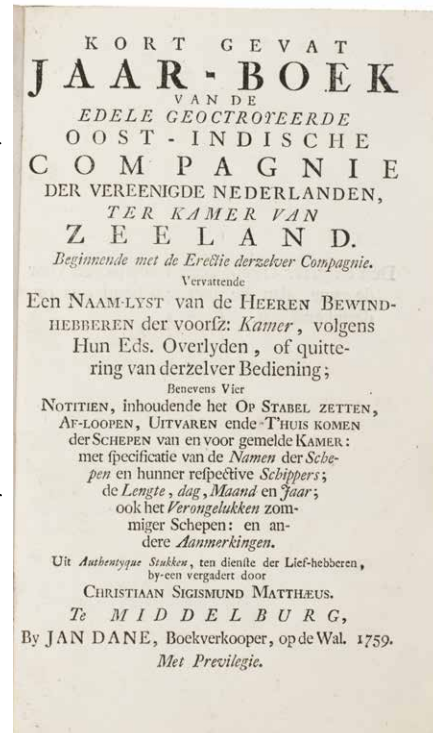 KORT GEVAT
JAAR-BOEK
VAN DE
EDELE GEOCTROYEERDE
OOST-INDISCHE
COMPAGNIE
DER VEREENIGDE NEDERLANDEN,
TER KAMER VAN
ZEELAND.
Beginnende met de Erectie derzelver Compagnie.
Vervattende
Een NAAM-LYST van de HEEREN BEWIND-
HEBBEREN der voorſz: Kamer, volgens
Hun Eds. Overlyden, of quitte-
ring van derzelver Bediening;
Benevens Vier
NOTITIEN, inhoudende het OP STABEL ZETTEN,
AF-LOOPEN, UITVAREN ende T'HUIS KOMEN
der SCHEPEN van en voor gemelde KAMER:
met ſpecificatie van de Namen der Sche-
pen en hunner reſpective Schippers;
de Lengte, dag, Maand en Jaar;
ook het Verongelukken zom-
miger Schepen: en an-
dere Aanmerkingen.
Uit Authentyque Stukken, ten dienſte der Lief-hebberen,
by-een vergadert door
CHRISTIAAN SIGISMUND MATTHÆUS.
Te MIDDELBURG,
By JAN DANE, Boekverkooper, op de Wal. 1759.
Met Previlegie.